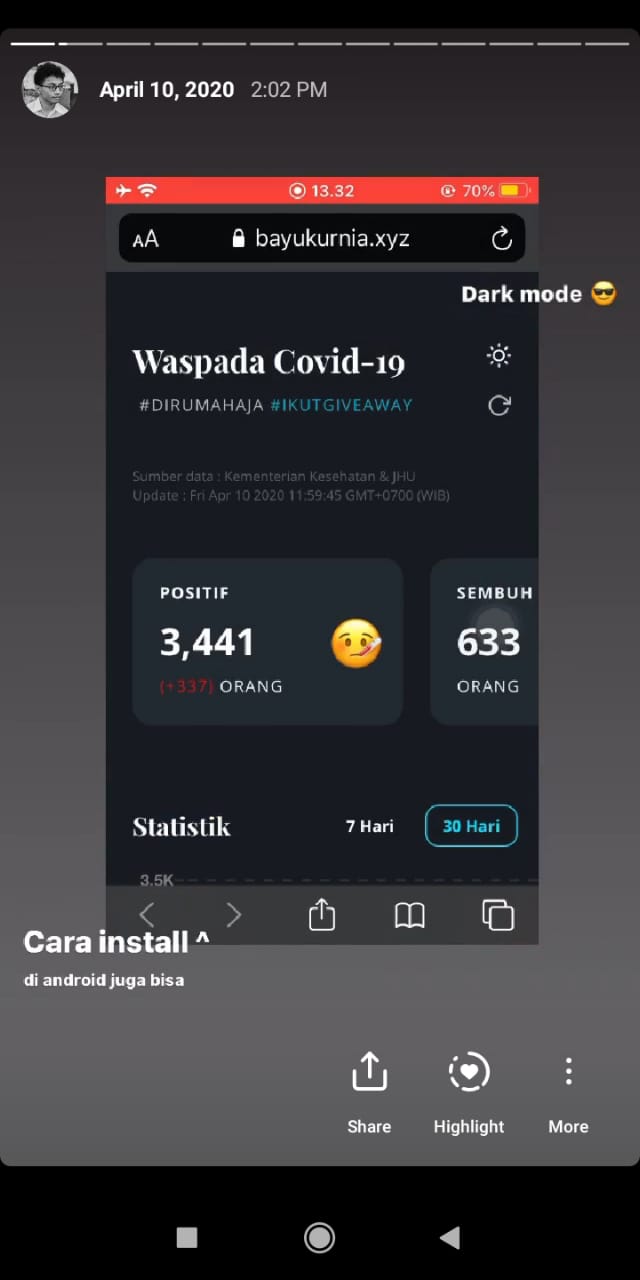 April 10, 2020 2:02 PM
13.32 70%
AA bayukurnia.xyz
Dark mode 😎
Waspada Covid-19
#DIRUMAHAJA #IKUTGIVEAWAY
Sumber data : Kementerian Kesehatan & JHU
Update : Fri Apr 10 2020 11:59:45 GMT+0700 (WIB)
POSITIF
3,441
(+337) ORANG
SEMBUH
633
ORANG
Statistik 7 Hari 30 Hari
3.5K
Cara install ^
di android juga bisa
Share Highlight More